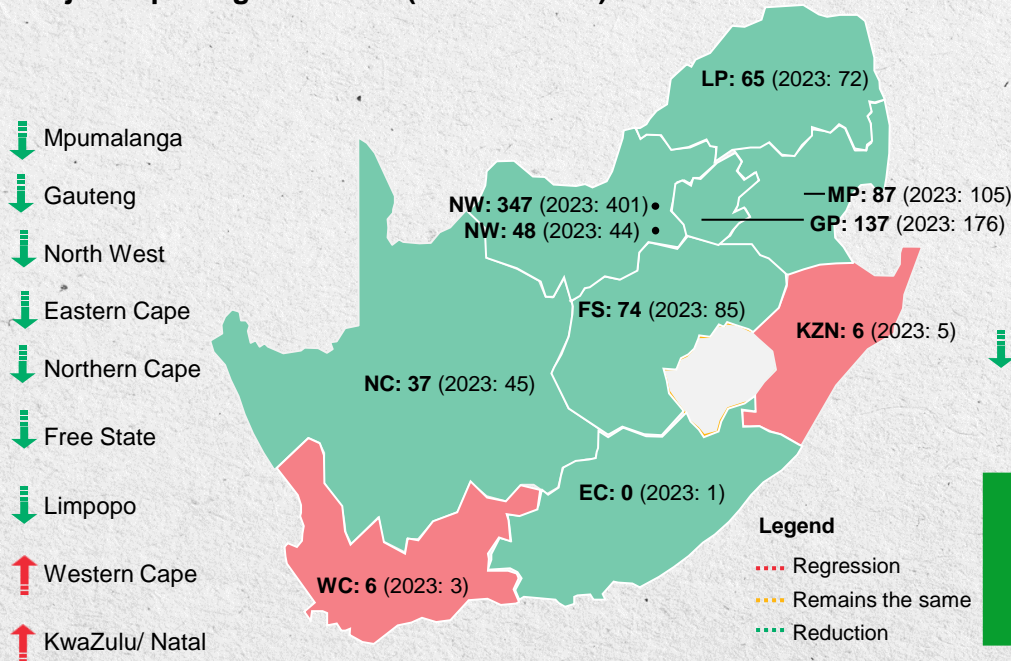 Mpumalanga
Gauteng
North West
Eastern Cape
Northern Cape
Free State
Limpopo
Western Cape
KwaZulu/ Natal
LP: 65 (2023: 72)
NW: 347 (2023: 401)
NW: 48 (2023: 44)
MP: 87 (2023: 105)
GP: 137 (2023: 176)
FS: 74 (2023: 85)
KZN: 6 (2023: 5)
NC: 37 (2023: 45)
EC: 0 (2023: 1)
WC: 6 (2023: 3)
Legend
Regression
Remains the same
Reduction